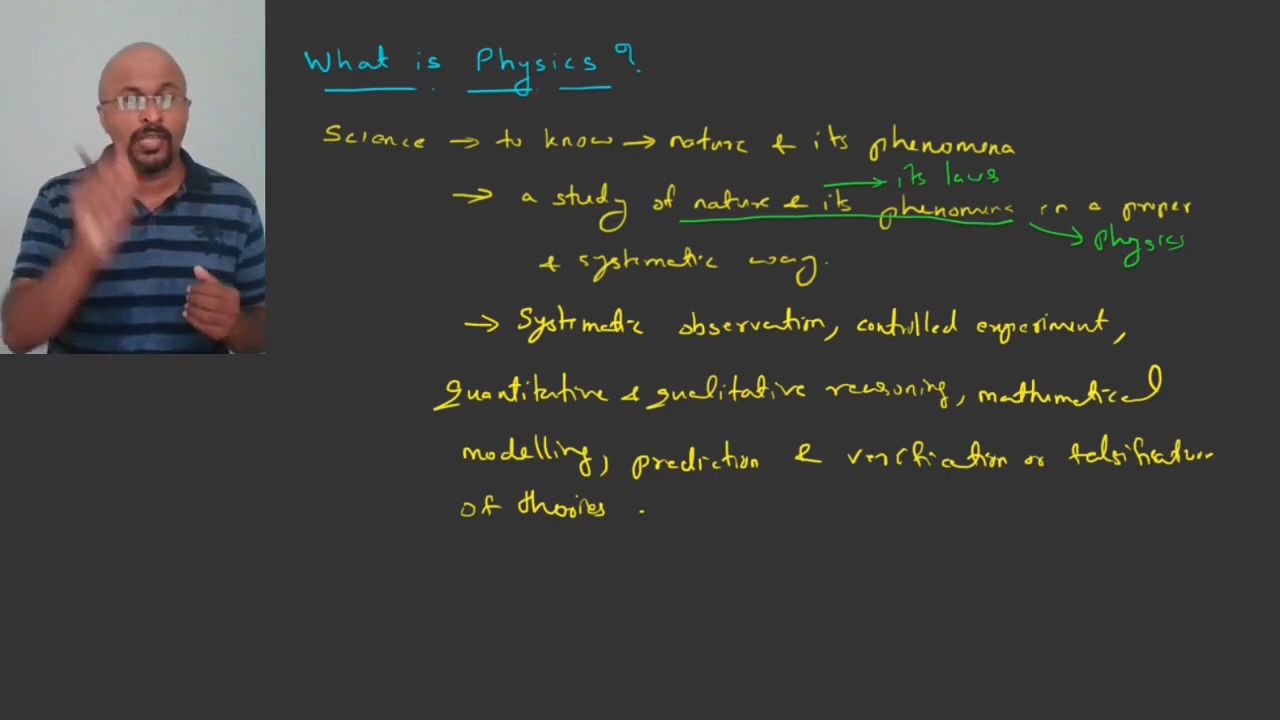 What is Physics ?
Science → to know → nature & its phenomena
→ its laws
→ a study of nature & its phenomena in a proper
→ physics
& systematic way.
→ Systematic observation, controlled experiment,
quantitative & qualitative reasoning, mathematical
modelling, prediction & verification or falsification
of theories .